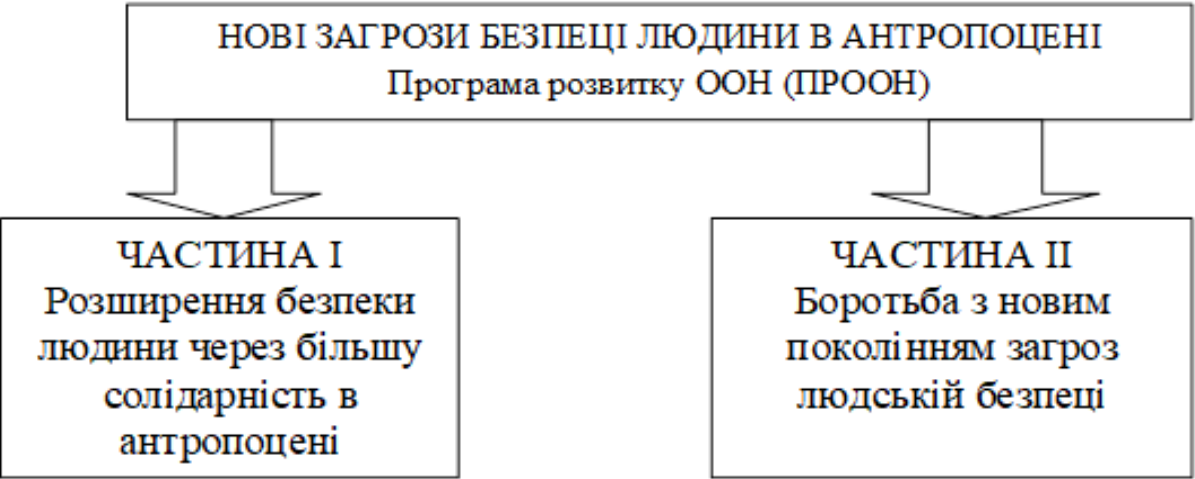 НОВІ ЗАГРОЗИ БЕЗПЕЦІ ЛЮДИНИ В АНТРОПОЦЕНІ
Програма розвитку ООН (ПРООН)
ЧАСТИНА І
Розширення безпеки
людини через більшу
солідарність в
антропоцені
ЧАСТИНА ІІ
Боротьба з новим
поколінням загроз
людській безпеці